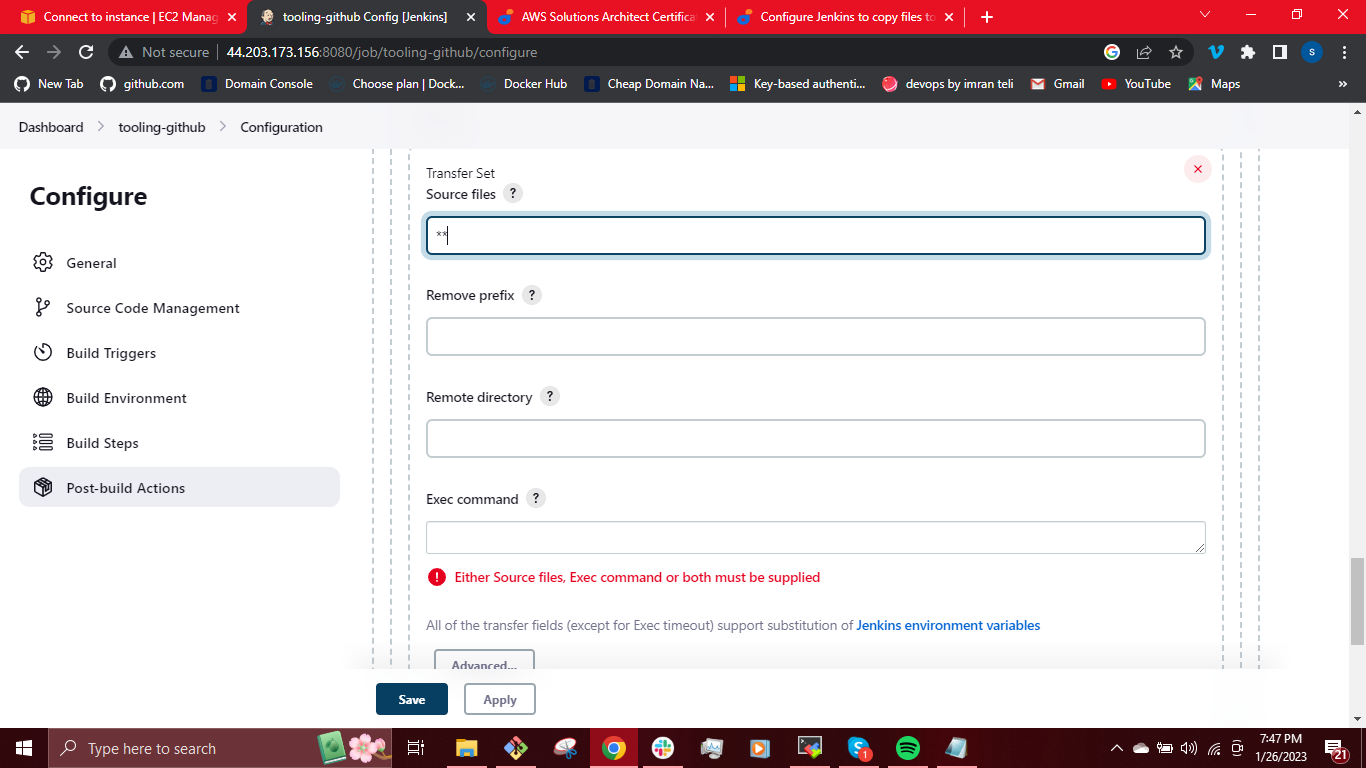 Connect to instance | EC2 Manag
tooling-github Config [Jenkins]
AWS Solutions Architect Certifica
Configure Jenkins to copy files to
Not secure
44.203.173.156:8080/job/tooling-github/configure
S
New Tab
github.com
Domain Console
Choose plan | Dock...
Docker Hub
Cheap Domain Na...
Key-based authenti...
devops by imran teli
Gmail
YouTube
Maps
»
Dashboard
tooling-github
Configuration
Configure
General
Source Code Management
Build Triggers
Build Environment
Build Steps
Post-build Actions
Transfer Set
Source files ?
**
Remove prefix ?
Remote directory ?
Exec command ?
Either Source files, Exec command or both must be supplied
All of the transfer fields (except for Exec timeout) support substitution of Jenkins environment variables
Advanced...
Save
Apply
Type here to search
1
7:47 PM
1/26/2023
21